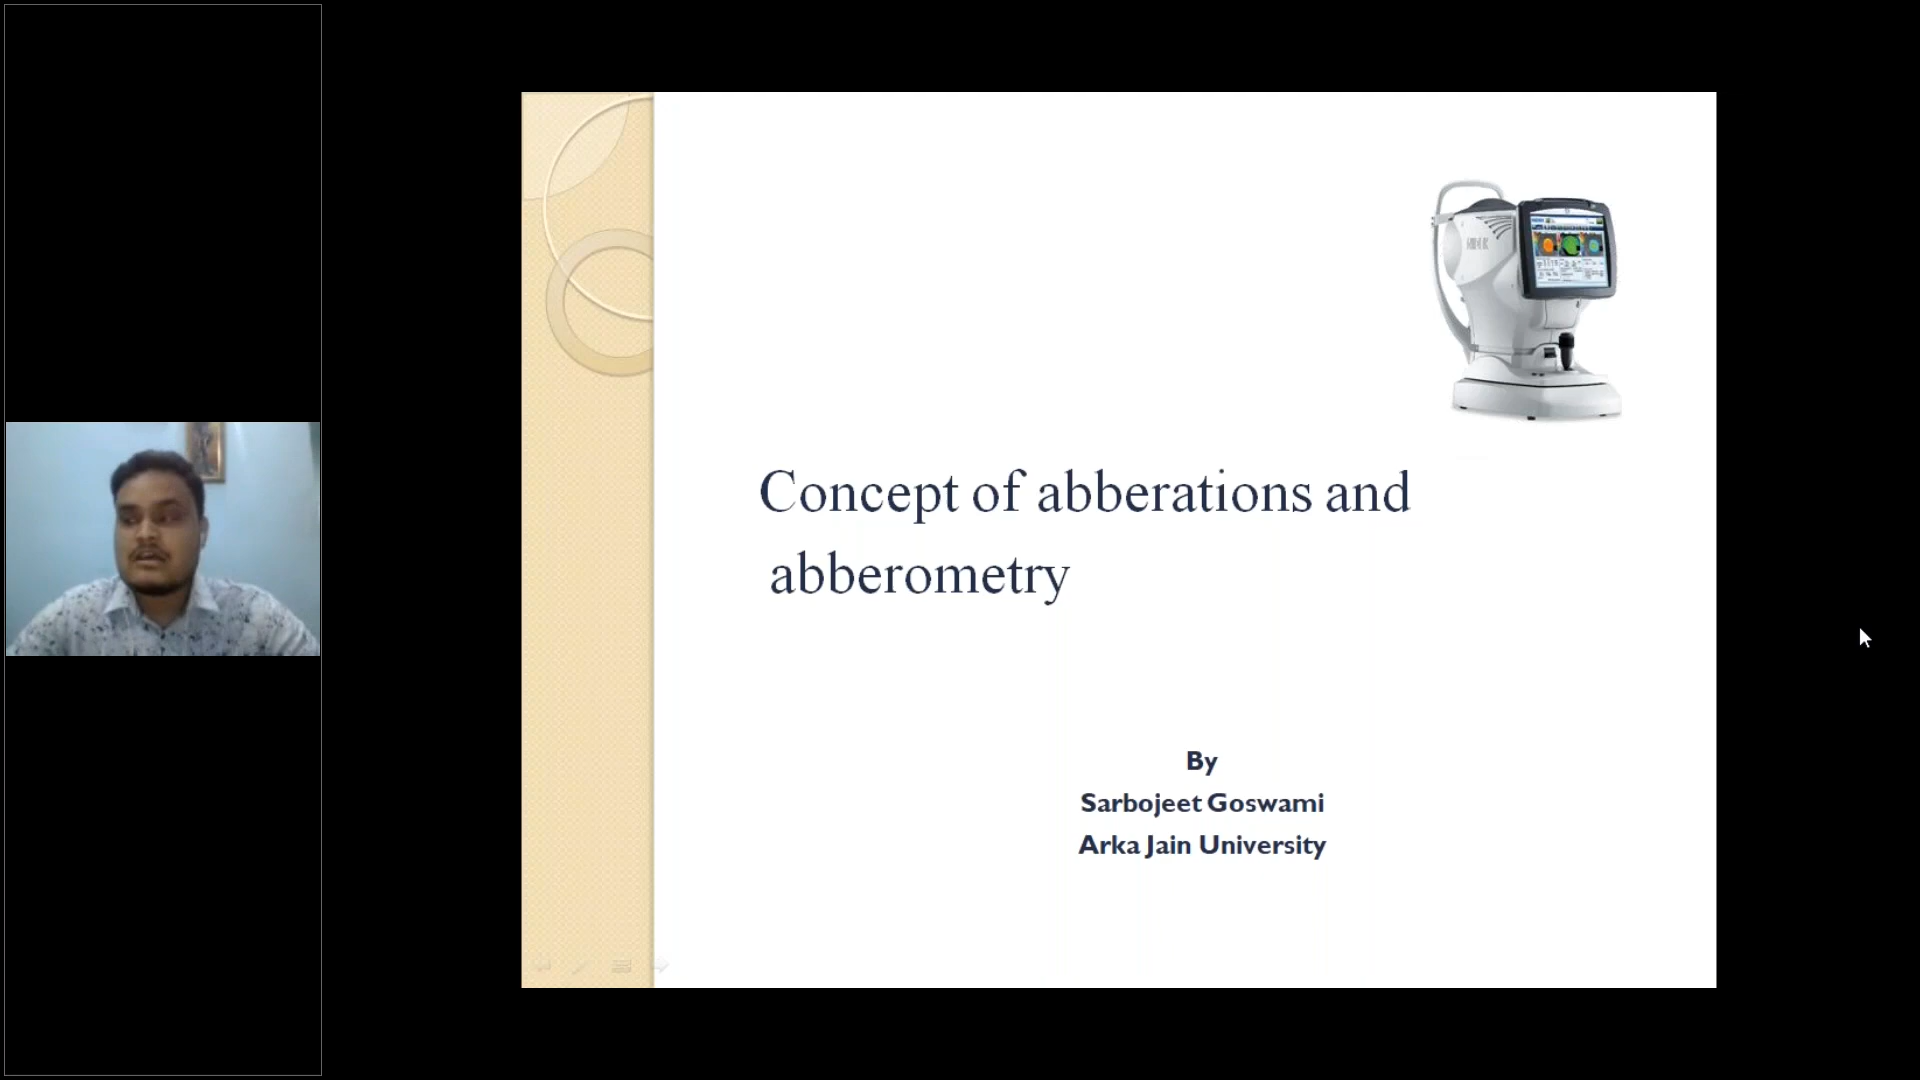 Concept of abberations and
abberometry
By
Sarbojeet Goswami
Arka Jain University